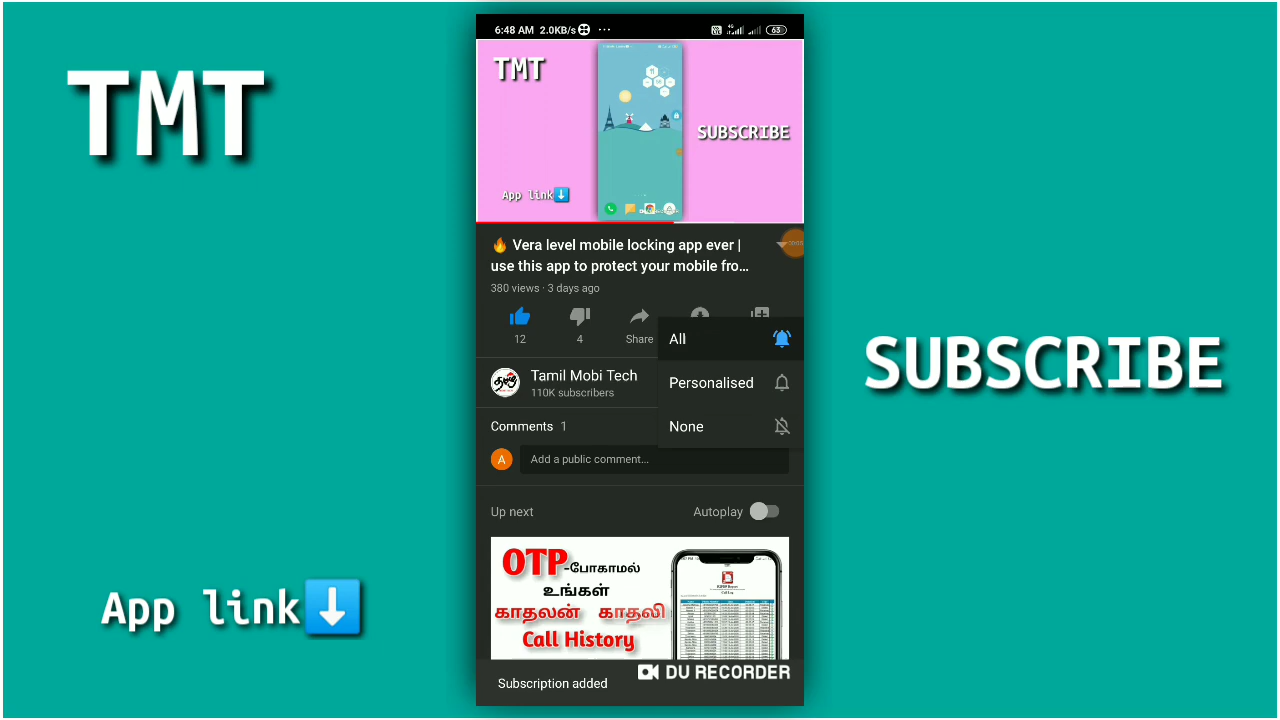 TMT
SUBSCRIBE
App link
6:48 AM 2.0KB/s ...
4G
63
TMT
SUBSCRIBE
App link
🔥 Vera level mobile locking app ever |
use this app to protect your mobile fro...
380 views · 3 days ago
12
4
Share
All
Personalised
None
Tamil Mobi Tech
110K subscribers
Comments 1
A
Add a public comment...
Up next
Autoplay
OTP-போகாமல்
உங்கள்
காதலன் காதலி
Call History
Subscription added
DU RECORDER